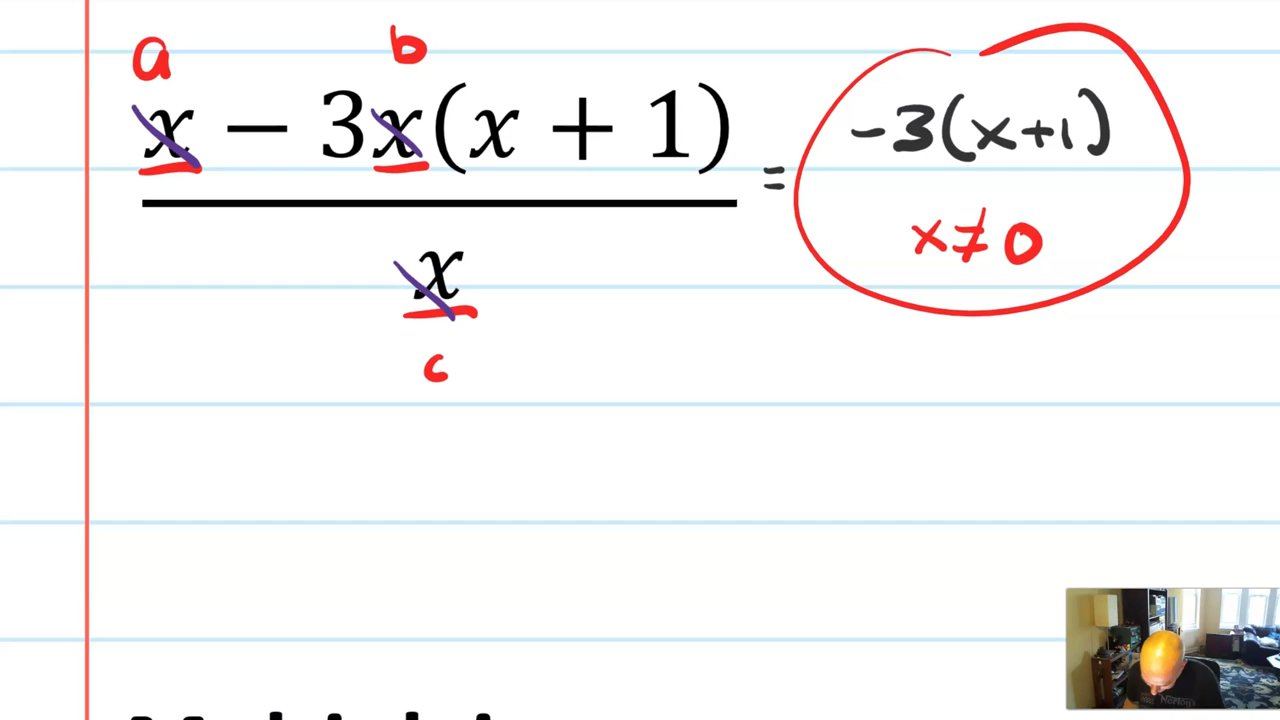 a b
x − 3x(x + 1)
x
c
= -3(x+1)
x ≠ 0